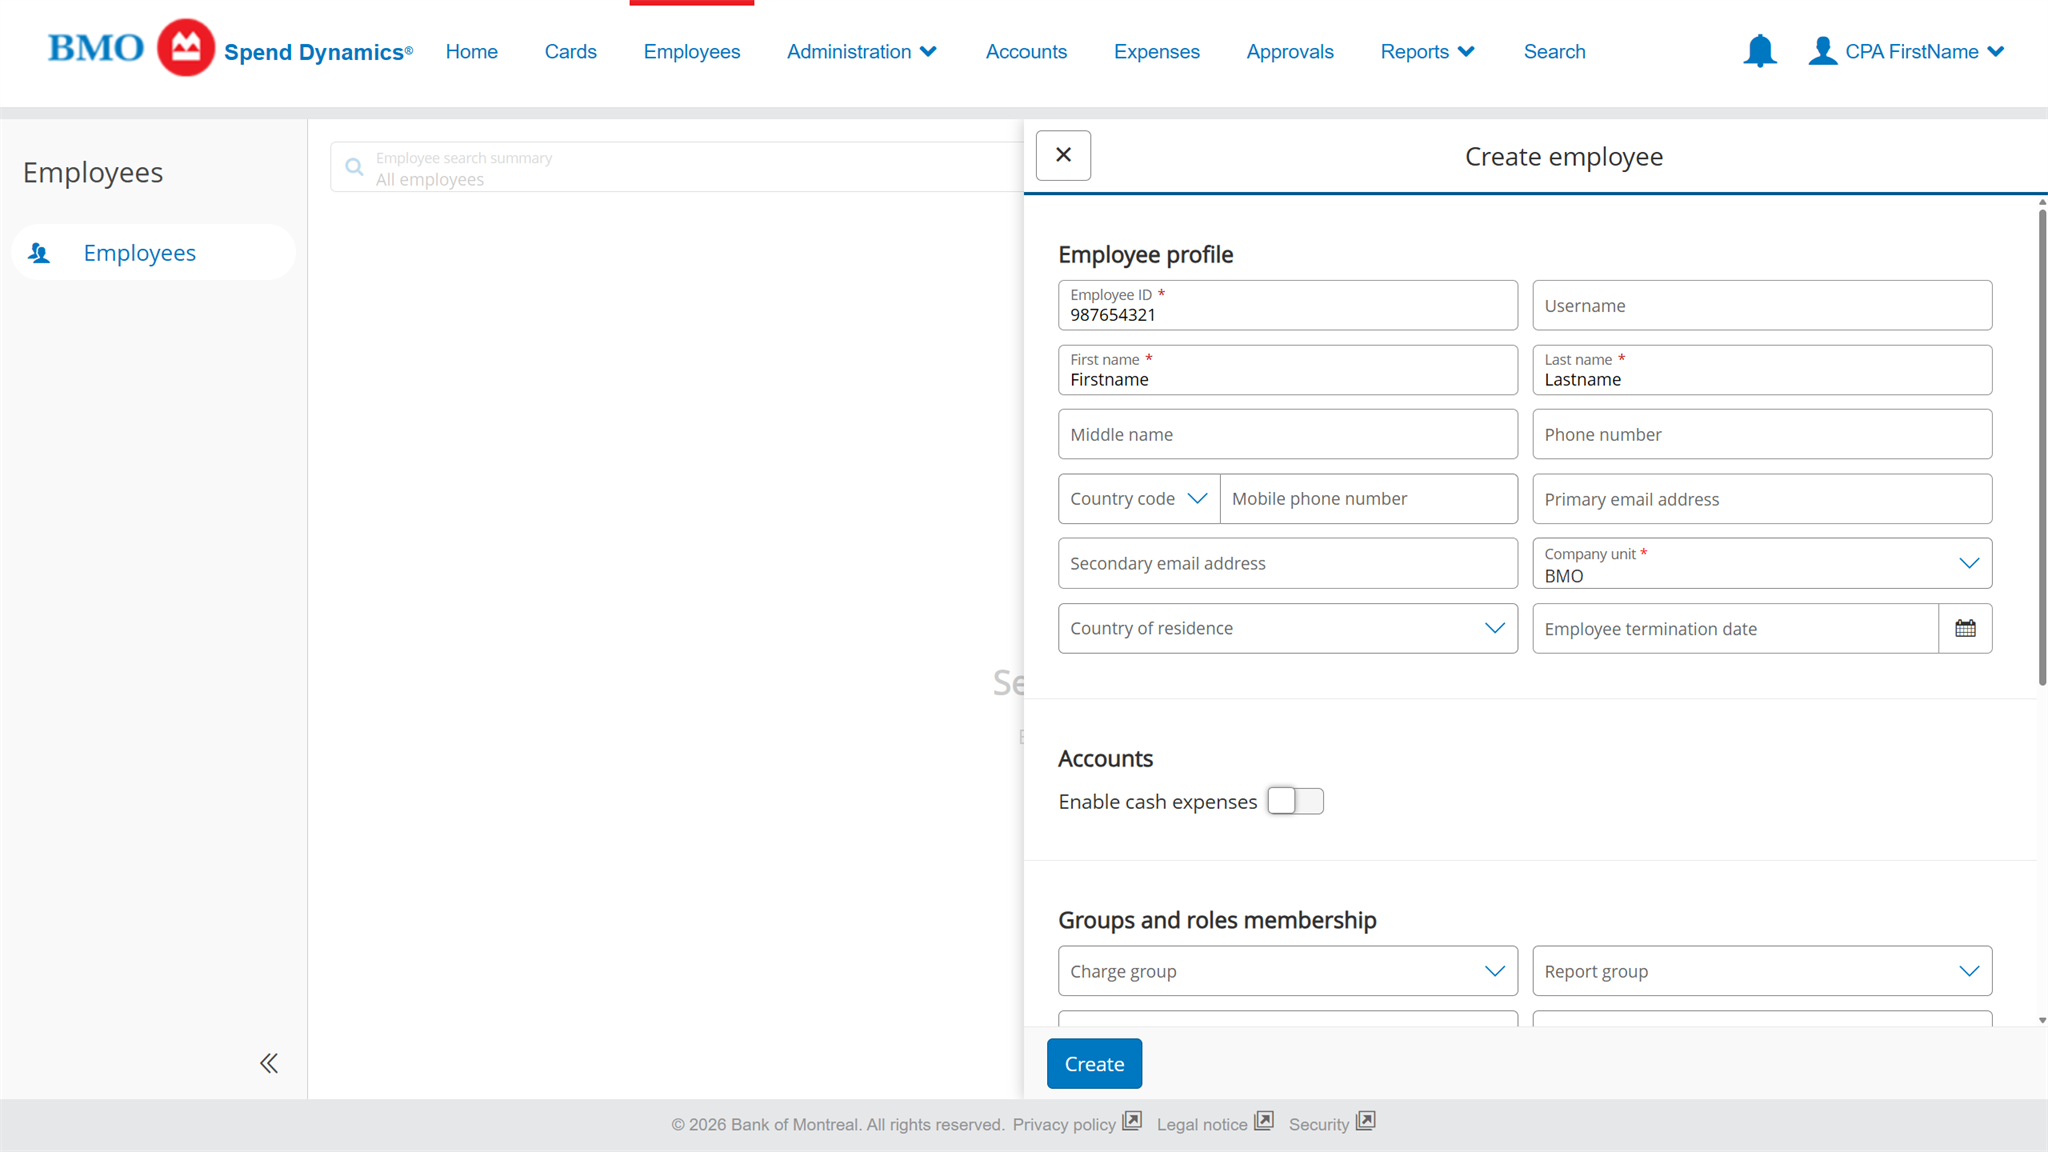 BMO Spend Dynamics® Home Cards Employees Administration Accounts Expenses Approvals Reports Search CPA FirstName
Employees
Employees
Employee search summary
All employees
Se
Create employee
Employee profile
Employee ID *
987654321
Username
First name *
Firstname
Last name *
Lastname
Middle name
Phone number
Country code
Mobile phone number
Primary email address
Secondary email address
Company unit *
BMO
Country of residence
Employee termination date
Accounts
Enable cash expenses
Groups and roles membership
Charge group
Report group
Create
© 2026 Bank of Montreal. All rights reserved. Privacy policy Legal notice Security